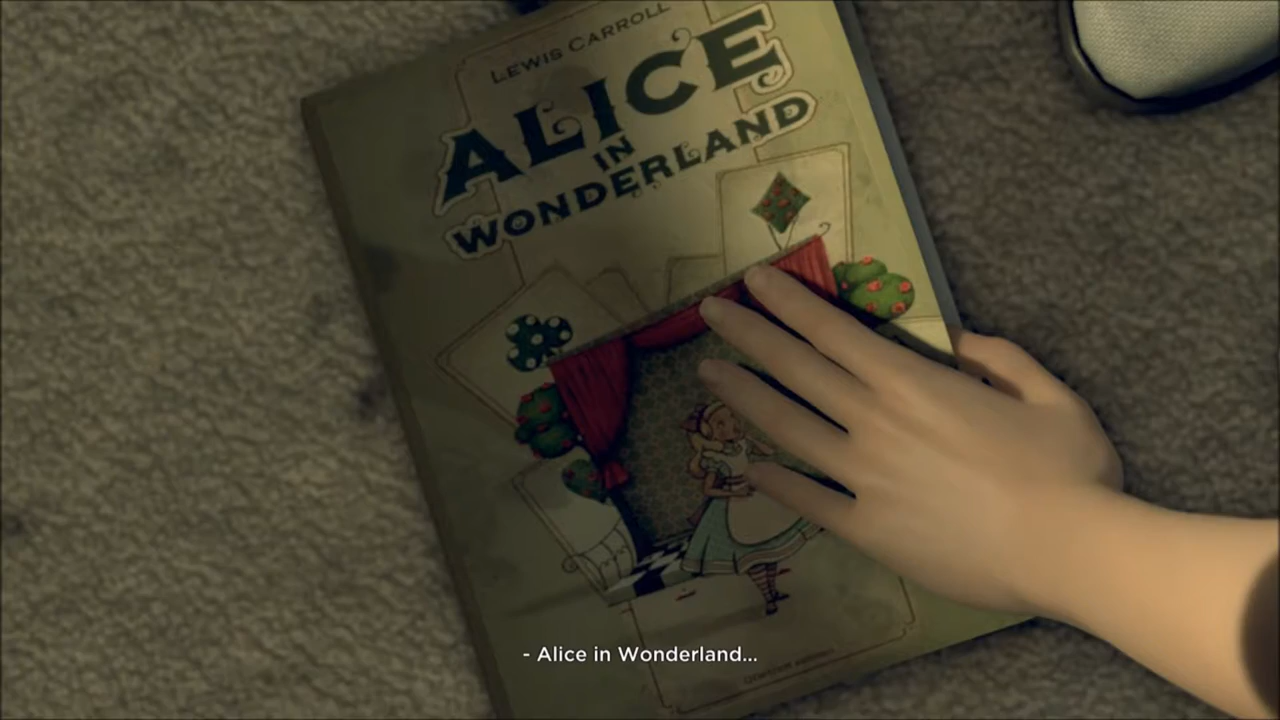 LEWIS CARROLL
ALICE
IN
WONDERLAND
- Alice in Wonderland...